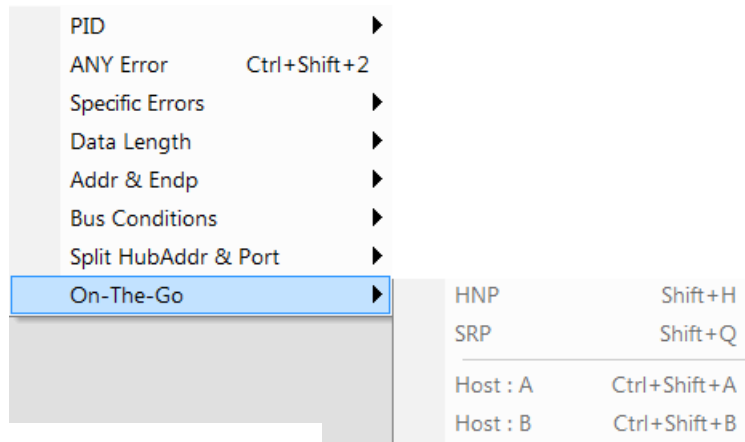 PID
ANY Error Ctrl+Shift+2
Specific Errors
Data Length
Addr & Endp
Bus Conditions
Split HubAddr & Port
On-The-Go
HNP Shift+H
SRP Shift+Q
Host : A Ctrl+Shift+A
Host : B Ctrl+Shift+B